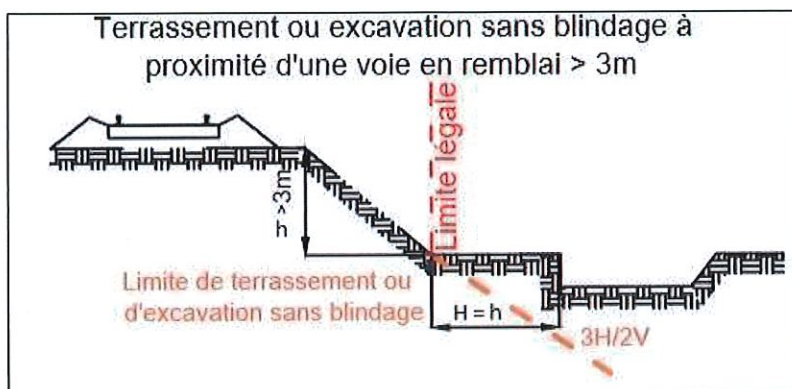 Terrassement ou excavation sans blindage à
proximité d'une voie en remblai > 3m
Limite légale
h >3m
Limite de terrassement ou
d'excavation sans blindage
H = h
3H/2V